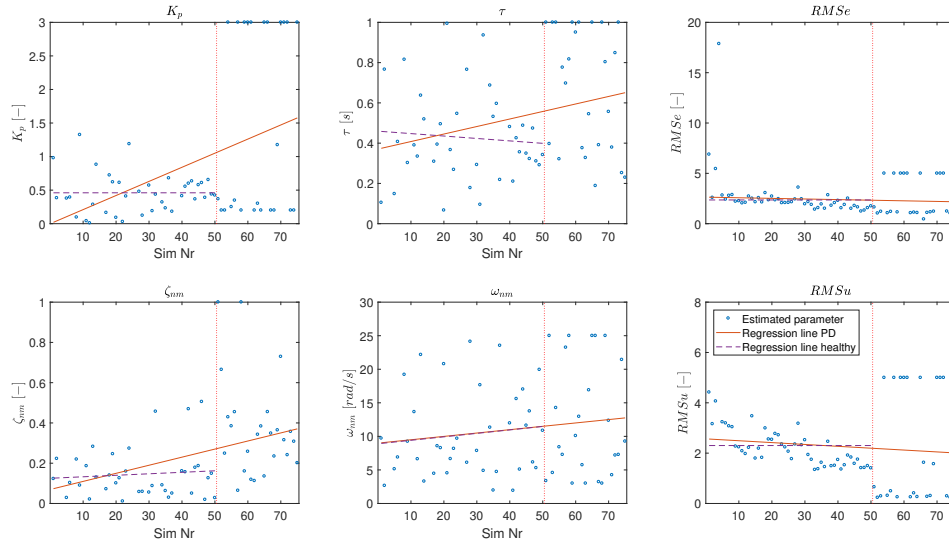 K_p
τ
RMSe
K_p [−]
3
2.5
2
1.5
1
0.5
0
10 20 30 40 50 60 70
Sim Nr
τ [s]
1
0.8
0.6
0.4
0.2
0
10 20 30 40 50 60 70
Sim Nr
RMSe [−]
20
15
10
5
0
10 20 30 40 50 60 70
ζ_nm
ω_nm
RMSu
ζ_nm [−]
1
0.8
0.6
0.4
0.2
0
10 20 30 40 50 60 70
Sim Nr
ω_nm [rad/s]
30
25
20
15
10
5
0
10 20 30 40 50 60 70
Sim Nr
RMSu [−]
8
6
4
2
0
10 20 30 40 50 60 70
Estimated parameter
Regression line PD
Regression line healthy